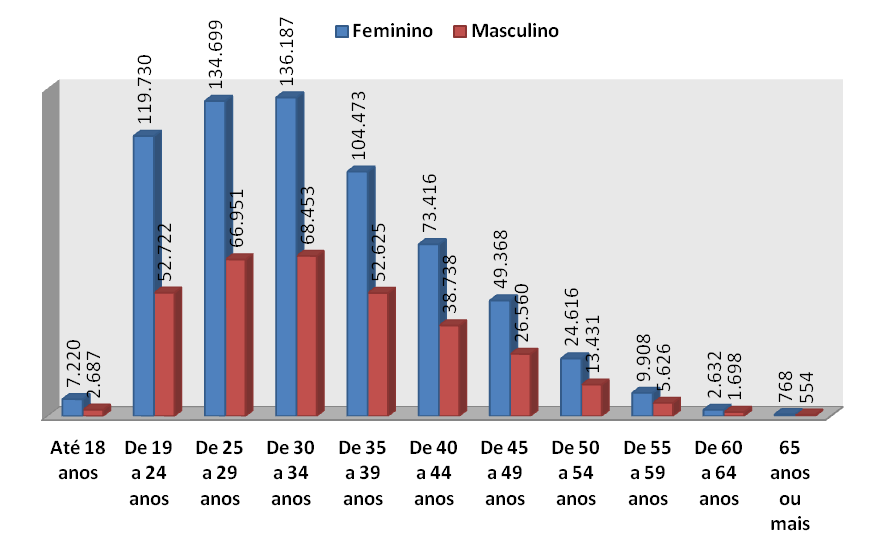 Feminino
Masculino
7.220
2.687
119.730
52.722
134.699
66.951
136.187
68.453
104.473
52.625
73.416
38.738
49.368
26.560
24.616
13.431
9.908
5.626
2.632
1.698
768
554
Até 18
anos
De 19
a 24
anos
De 25
a 29
anos
De 30
a 34
anos
De 35
a 39
anos
De 40
a 44
anos
De 45
a 49
anos
De 50
a 54
anos
De 55
a 59
anos
De 60
a 64
anos
65
anos
ou
mais